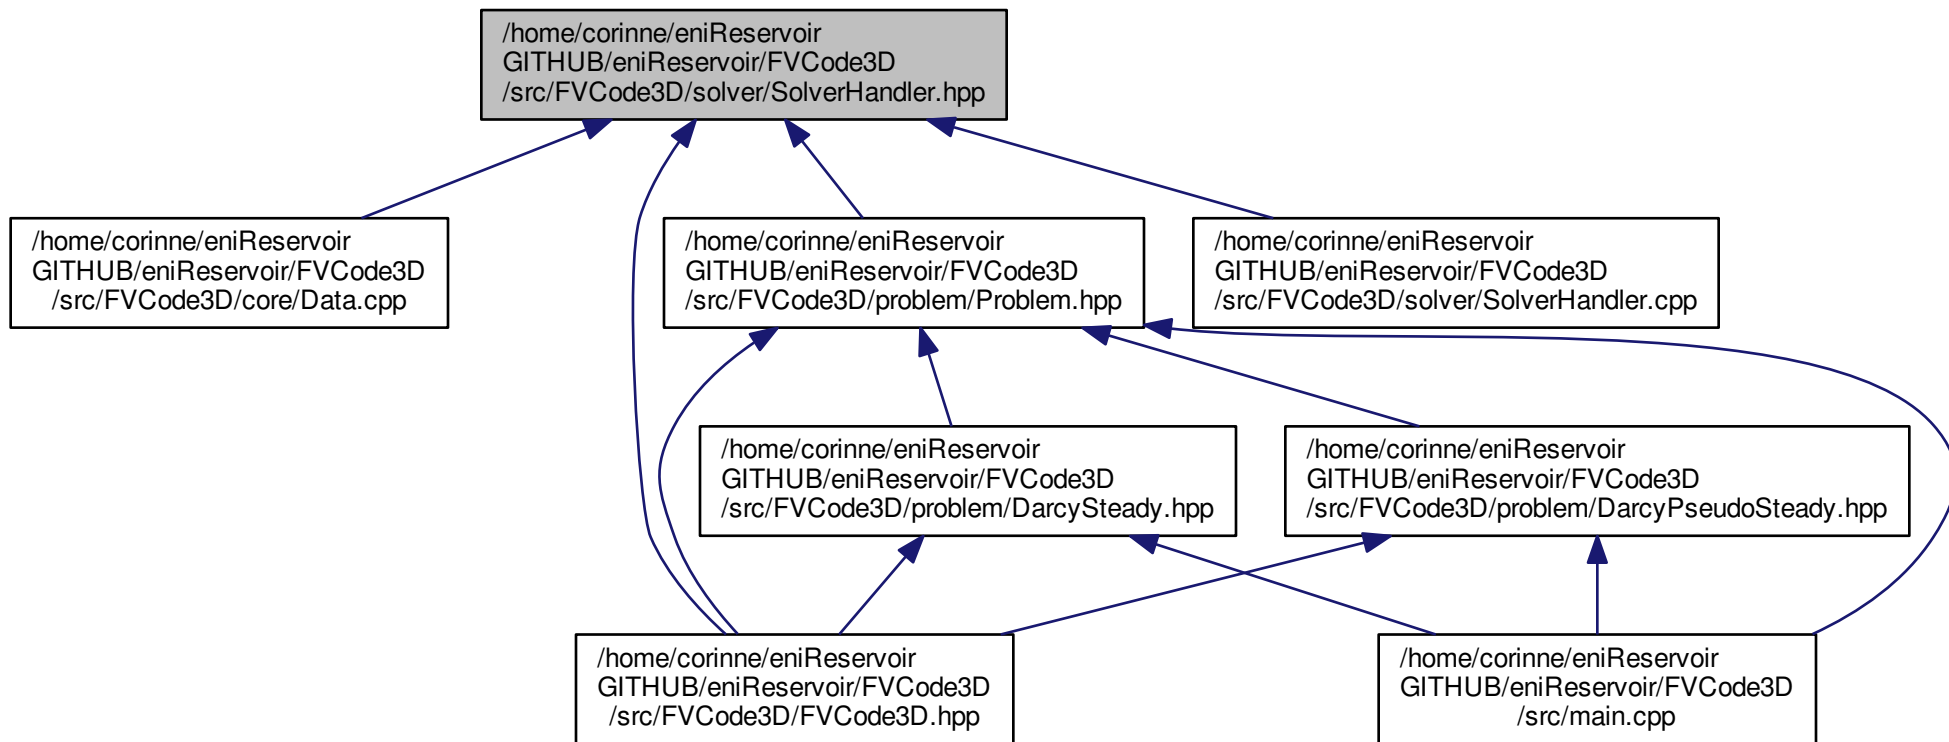 /home/corinne/eniReservoir
GITHUB/eniReservoir/FVCode3D
/src/FVCode3D/solver/SolverHandler.hpp
/home/corinne/eniReservoir
GITHUB/eniReservoir/FVCode3D
/src/FVCode3D/core/Data.cpp
/home/corinne/eniReservoir
GITHUB/eniReservoir/FVCode3D
/src/FVCode3D/problem/Problem.hpp
/home/corinne/eniReservoir
GITHUB/eniReservoir/FVCode3D
/src/FVCode3D/solver/SolverHandler.cpp
/home/corinne/eniReservoir
GITHUB/eniReservoir/FVCode3D
/src/FVCode3D/problem/DarcySteady.hpp
/home/corinne/eniReservoir
GITHUB/eniReservoir/FVCode3D
/src/FVCode3D/problem/DarcyPseudoSteady.hpp
/home/corinne/eniReservoir
GITHUB/eniReservoir/FVCode3D
/src/FVCode3D/FVCode3D.hpp
/home/corinne/eniReservoir
GITHUB/eniReservoir/FVCode3D
/src/main.cpp